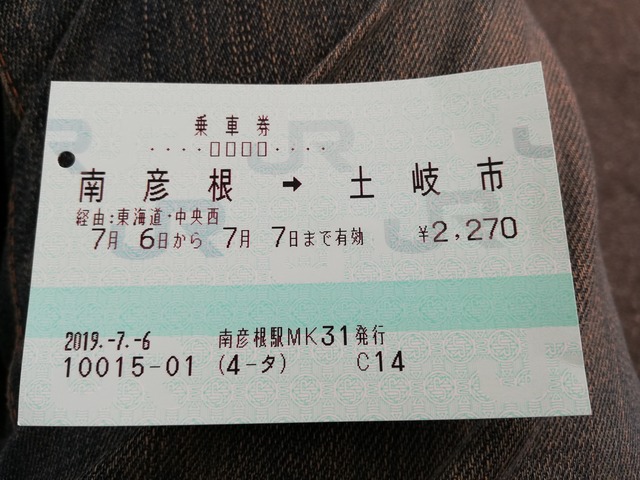 乗車券
････□□□□････
南彦根 → 土岐市
経由:東海道・中央西
7月 6日から 7月 7日まで有効 ¥2,270
2019.-7.-6 南彦根駅MK31発行
10015-01 (4-タ) C14